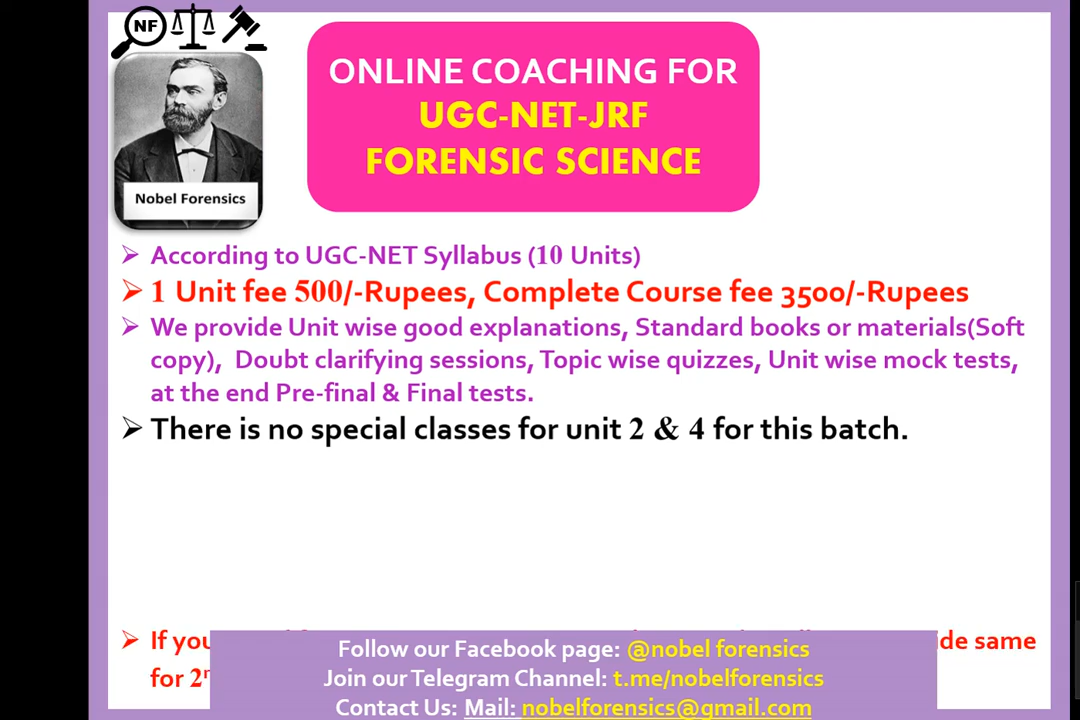 NF
Nobel Forensics
ONLINE COACHING FOR
UGC-NET-JRF
FORENSIC SCIENCE
➢ According to UGC-NET Syllabus (10 Units)
➢ 1 Unit fee 500/-Rupees, Complete Course fee 3500/-Rupees
➢ We provide Unit wise good explanations, Standard books or materials(Soft
copy), Doubt clarifying sessions, Topic wise quizzes, Unit wise mock tests,
at the end Pre-final & Final tests.
➢ There is no special classes for unit 2 & 4 for this batch.
➢ If you same
for
Follow our Facebook page: @nobel forensics
Join our Telegram Channel: t.me/nobelforensics
Contact Us: Mail: nobelforensics@gmail.com